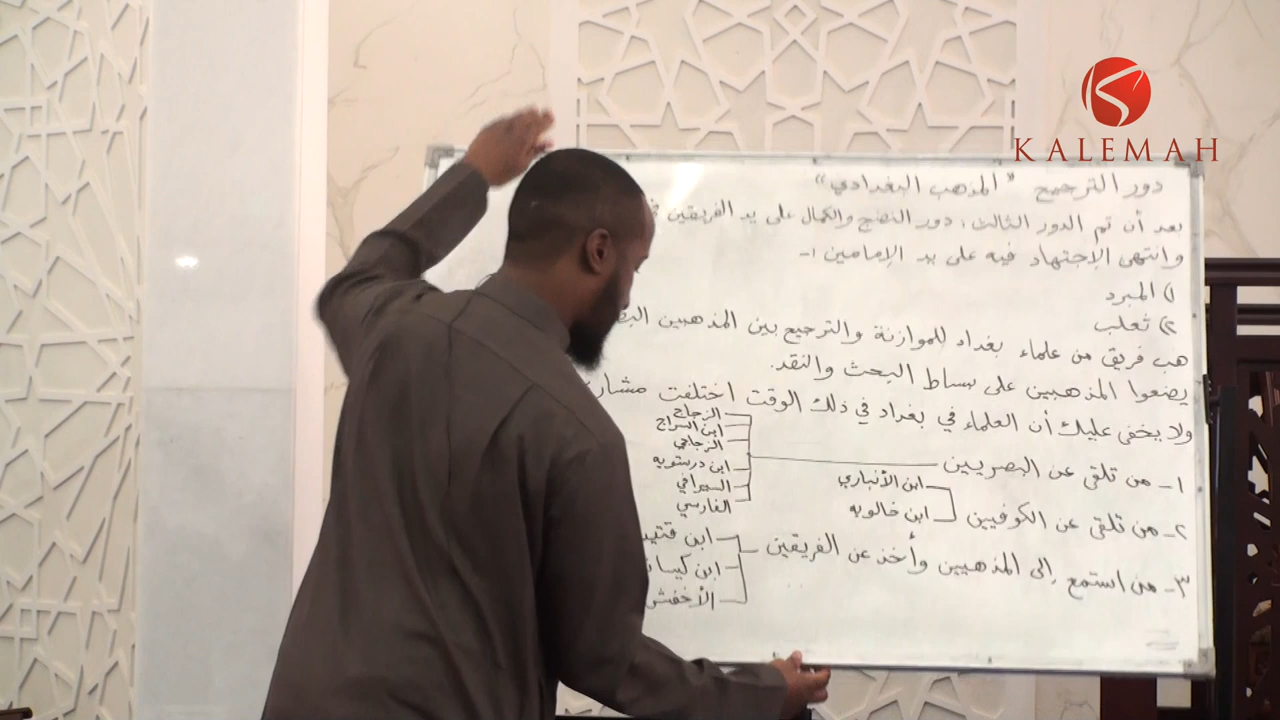 KALEMAH
دور الترجيح "المذهب البغدادي"
بعد أن تم الدور الثالث، دور النضج والكمال على يد الفريقين
وانتهى الإجتهاد فيه على يد الإمامين :-
١) المبرد
٢) ثعلب
هب فريق من علماء بغداد للموازنة والترجيح بين المذهبين
يضعوا المذهبين على بساط البحث والنقد.
ولا يخفى عليك أن العلماء في بغداد في ذلك الوقت اختلفت
١- من تلقى عن البصريين
الزجاج
ابن السراج
الزجاجي
ابن درستويه
السيرافي
الفارسي
٢- من تلقى عن الكوفيين
ابن الأنباري
ابن خالويه
٣- من استمع إلى المذهبين وأخذ عن الفريقين
ابن
ابن
الأخفش